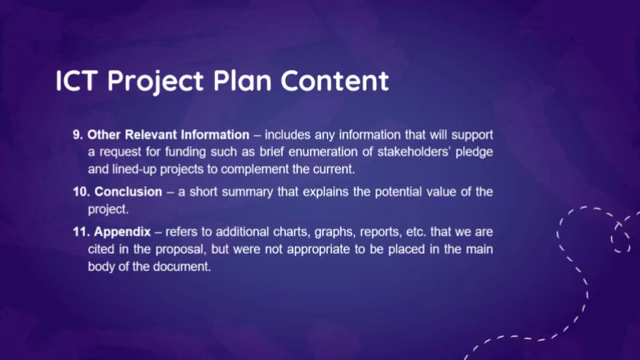 ICT Project Plan Content
9. Other Relevant Information – includes any information that will support
a request for funding such as brief enumeration of stakeholders' pledge
and lined-up projects to complement the current.
10. Conclusion – a short summary that explains the potential value of the
project.
11. Appendix – refers to additional charts, graphs, reports, etc. that we are
cited in the proposal, but were not appropriate to be placed in the main
body of the document.